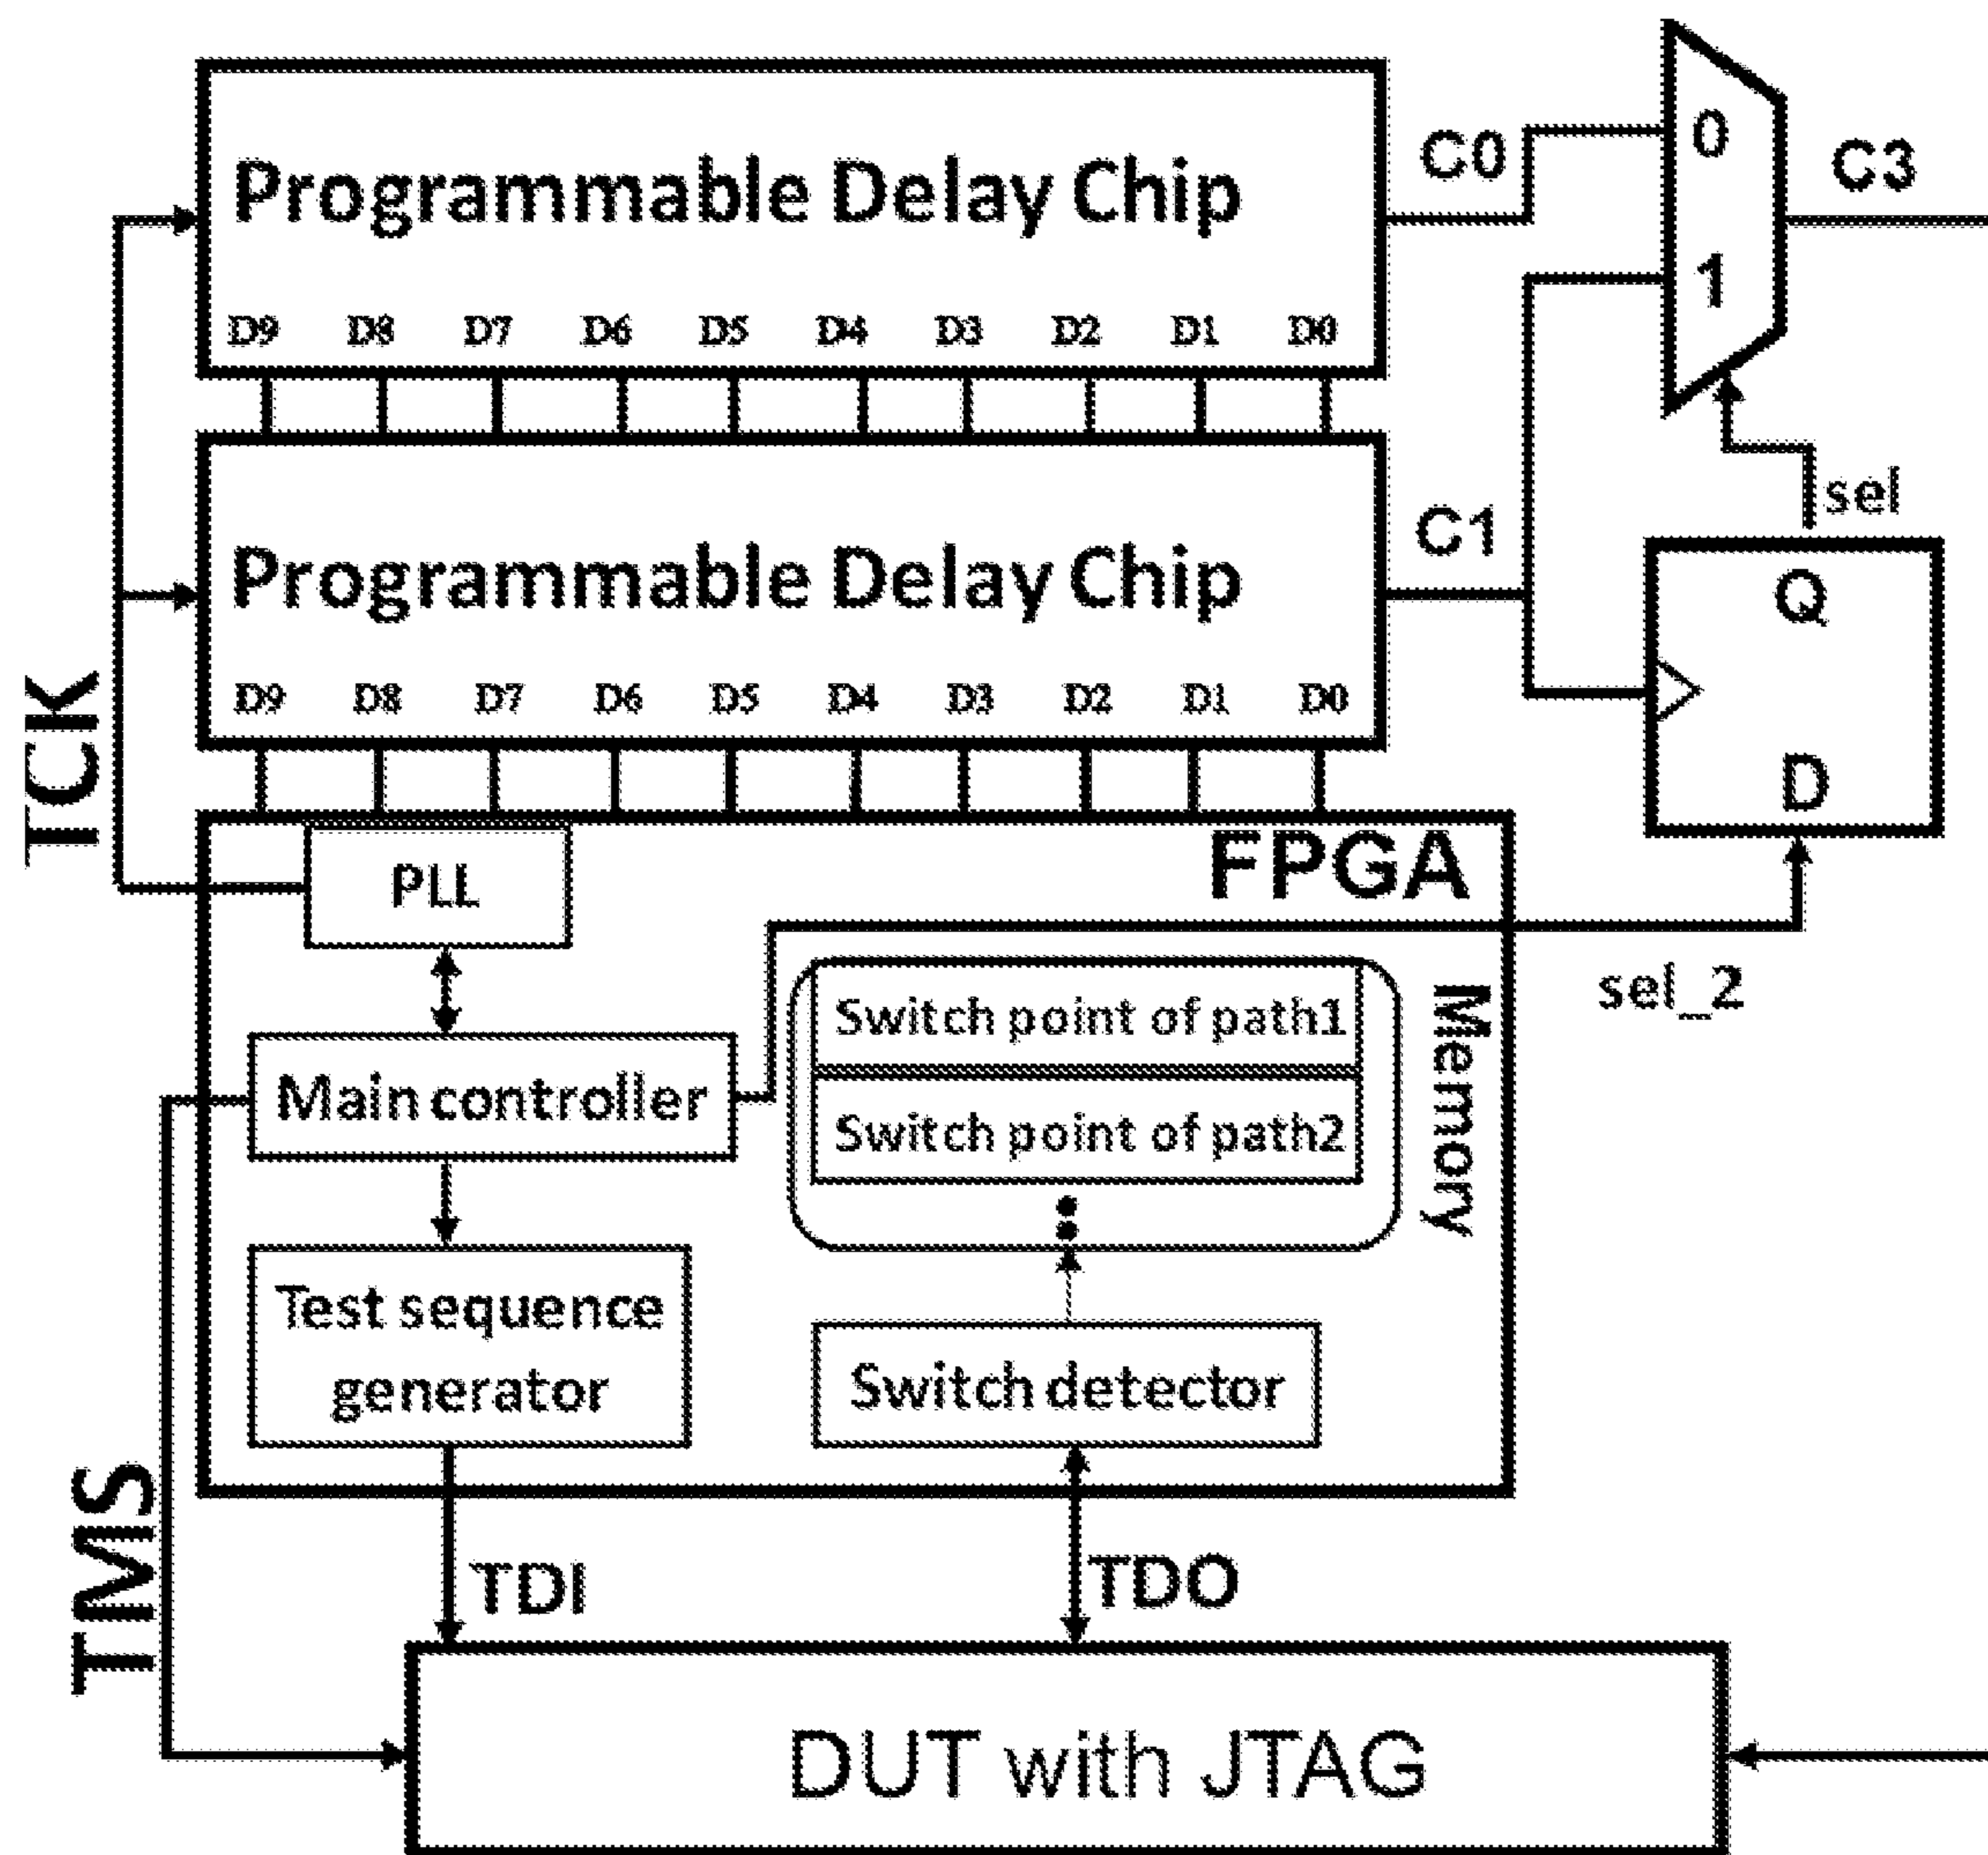 Programmable Delay Chip
D9 D8 D7 D6 D5 D4 D3 D2 D1 D0
C0
0
1
C3
sel
Programmable Delay Chip
D9 D8 D7 D6 D5 D4 D3 D2 D1 D0
C1
Q
D
TCK
FPGA
PLL
sel_2
Main controller
Switch point of path1
Switch point of path2
Memory
Test sequence
generator
Switch detector
TMS
TDI
TDO
DUT with JTAG